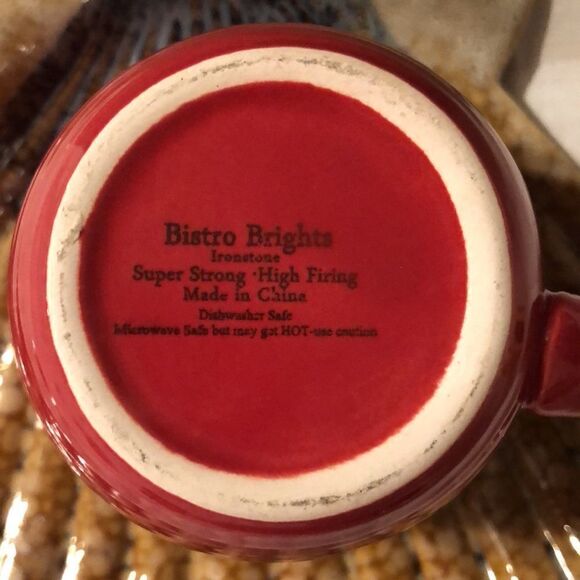 Bistro Brights
Ironstone
Super Strong · High Firing
Made in China
Dishwasher Safe
Microwave Safe but may get HOT-use caution